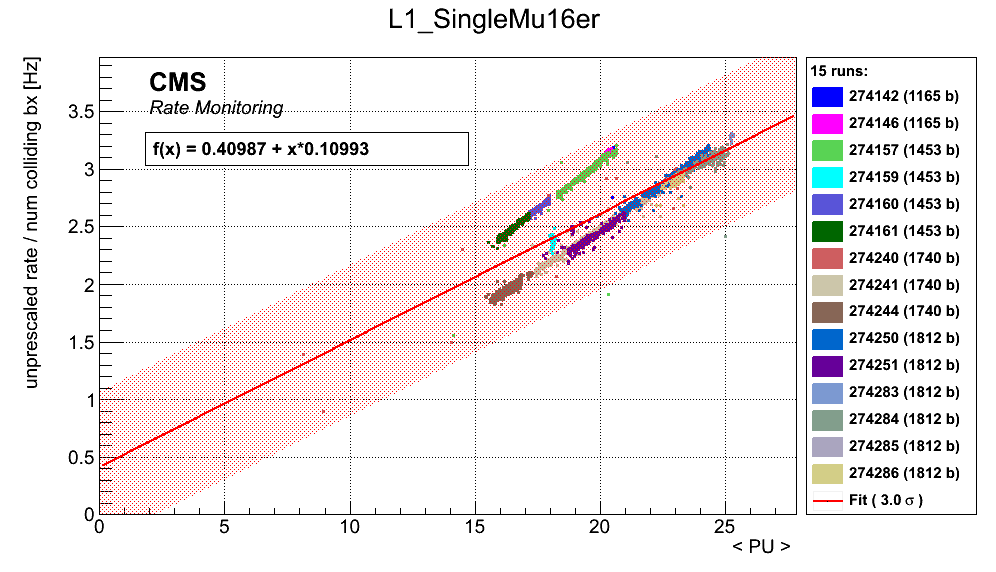 L1_SingleMu16er
unprescaled rate / num colliding bx [Hz]
CMS
Rate Monitoring
f(x) = 0.40987 + x*0.10993
3.5
3
2.5
2
1.5
1
0.5
0
0 5 10 15 20 25
< PU >
15 runs:
274142 (1165 b)
274146 (1165 b)
274157 (1453 b)
274159 (1453 b)
274160 (1453 b)
274161 (1453 b)
274240 (1740 b)
274241 (1740 b)
274244 (1740 b)
274250 (1812 b)
274251 (1812 b)
274283 (1812 b)
274284 (1812 b)
274285 (1812 b)
274286 (1812 b)
Fit ( 3.0 σ )